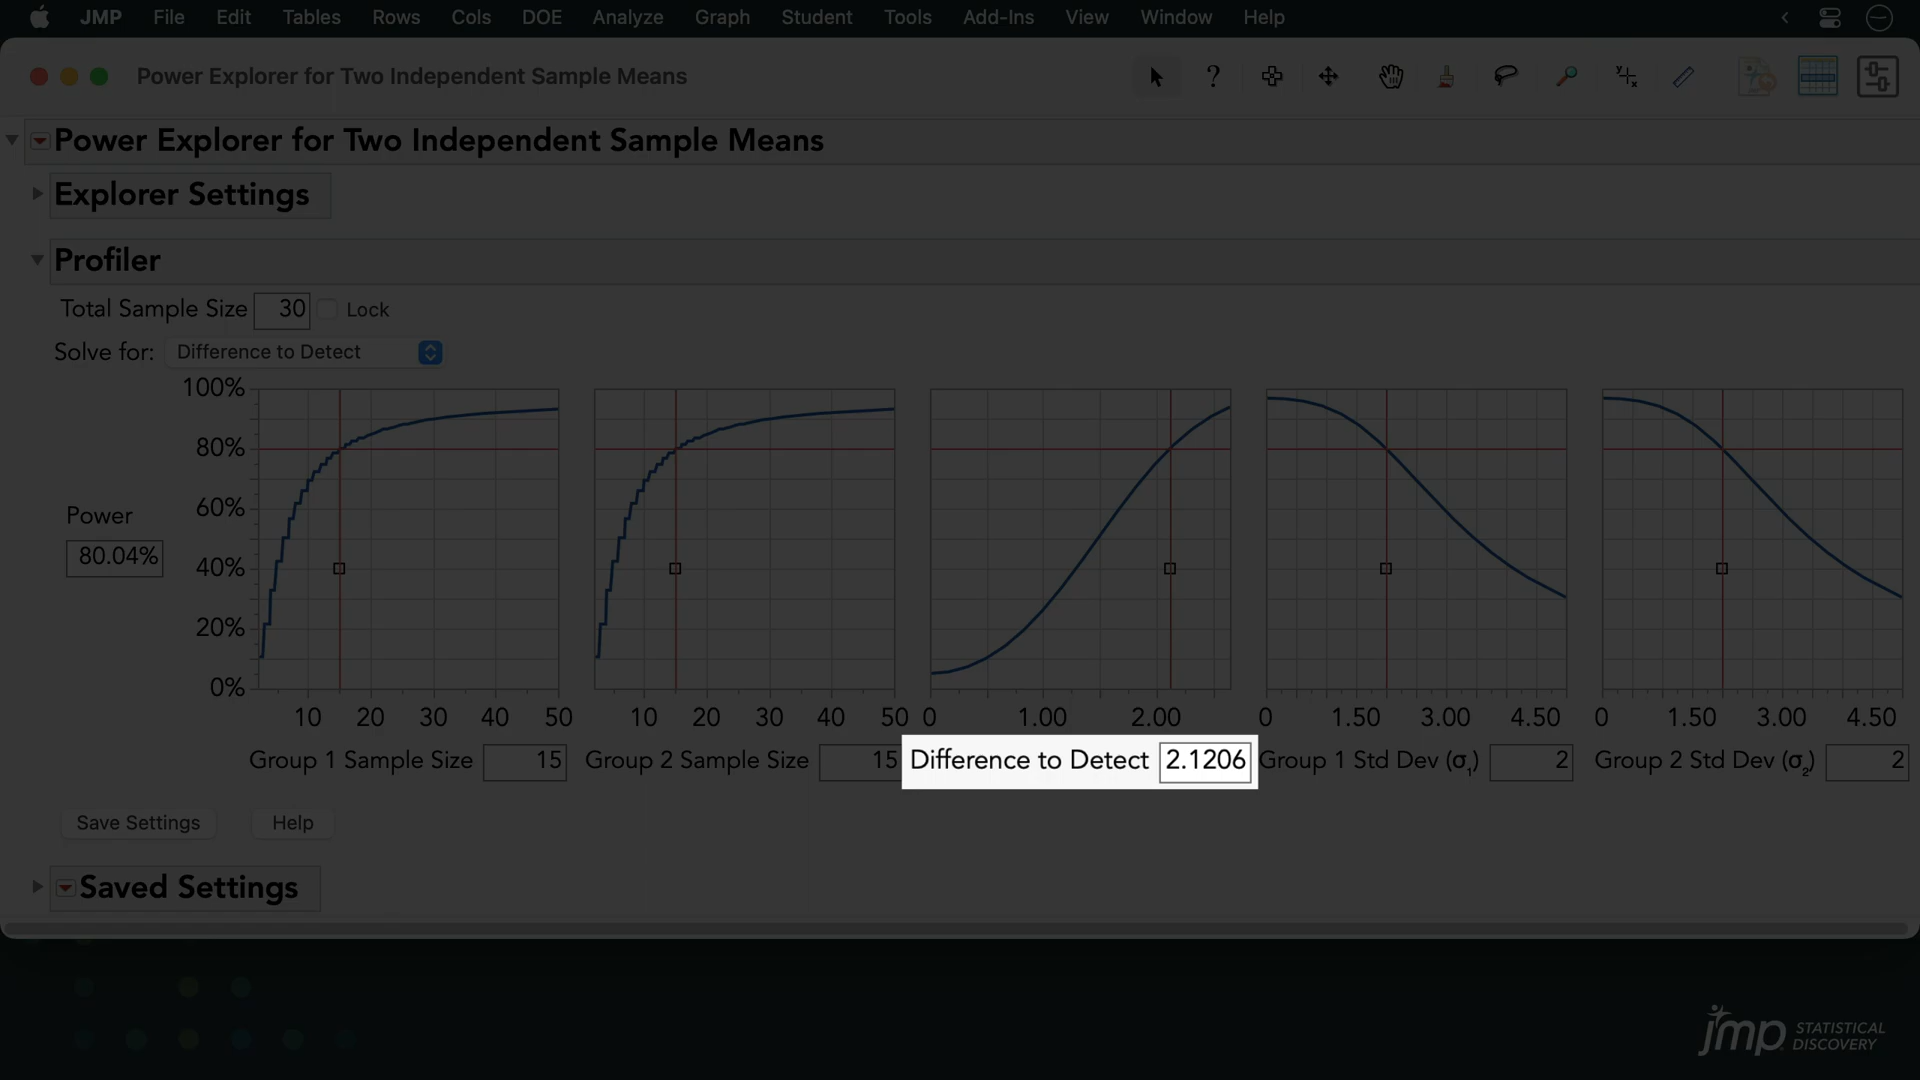 JMP File Edit Tables Rows Cols DOE Analyze Graph Student Tools Add-Ins View Window Help
Power Explorer for Two Independent Sample Means
Power Explorer for Two Independent Sample Means
Explorer Settings
Profiler
Total Sample Size 30 Lock
Solve for: Difference to Detect
100%
80%
60%
40%
20%
0%
Power
80.04%
10 20 30 40 50 10 20 30 40 50 0 1.00 2.00 0 1.50 3.00 4.50 0 1.50 3.00 4.50
Group 1 Sample Size 15 Group 2 Sample Size 15 Difference to Detect 2.1206 Group 1 Std Dev (σ₁) 2 Group 2 Std Dev (σ₂) 2
Save Settings Help
Saved Settings
jmp STATISTICAL
DISCOVERY